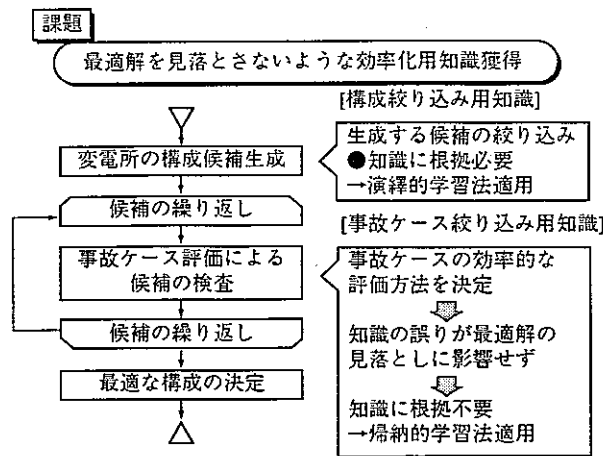 課題
最適解を見落とさないような効率化用知識獲得
[構成絞り込み用知識]
変電所の構成候補生成
生成する候補の絞り込み
●知識に根拠必要
→演繹的学習法適用
候補の繰り返し
[事故ケース絞り込み用知識]
事故ケース評価による
候補の検査
候補の繰り返し
最適な構成の決定
事故ケースの効率的な
評価方法を決定
知識の誤りが最適解の
見落としに影響せず
知識に根拠不要
→帰納的学習法適用